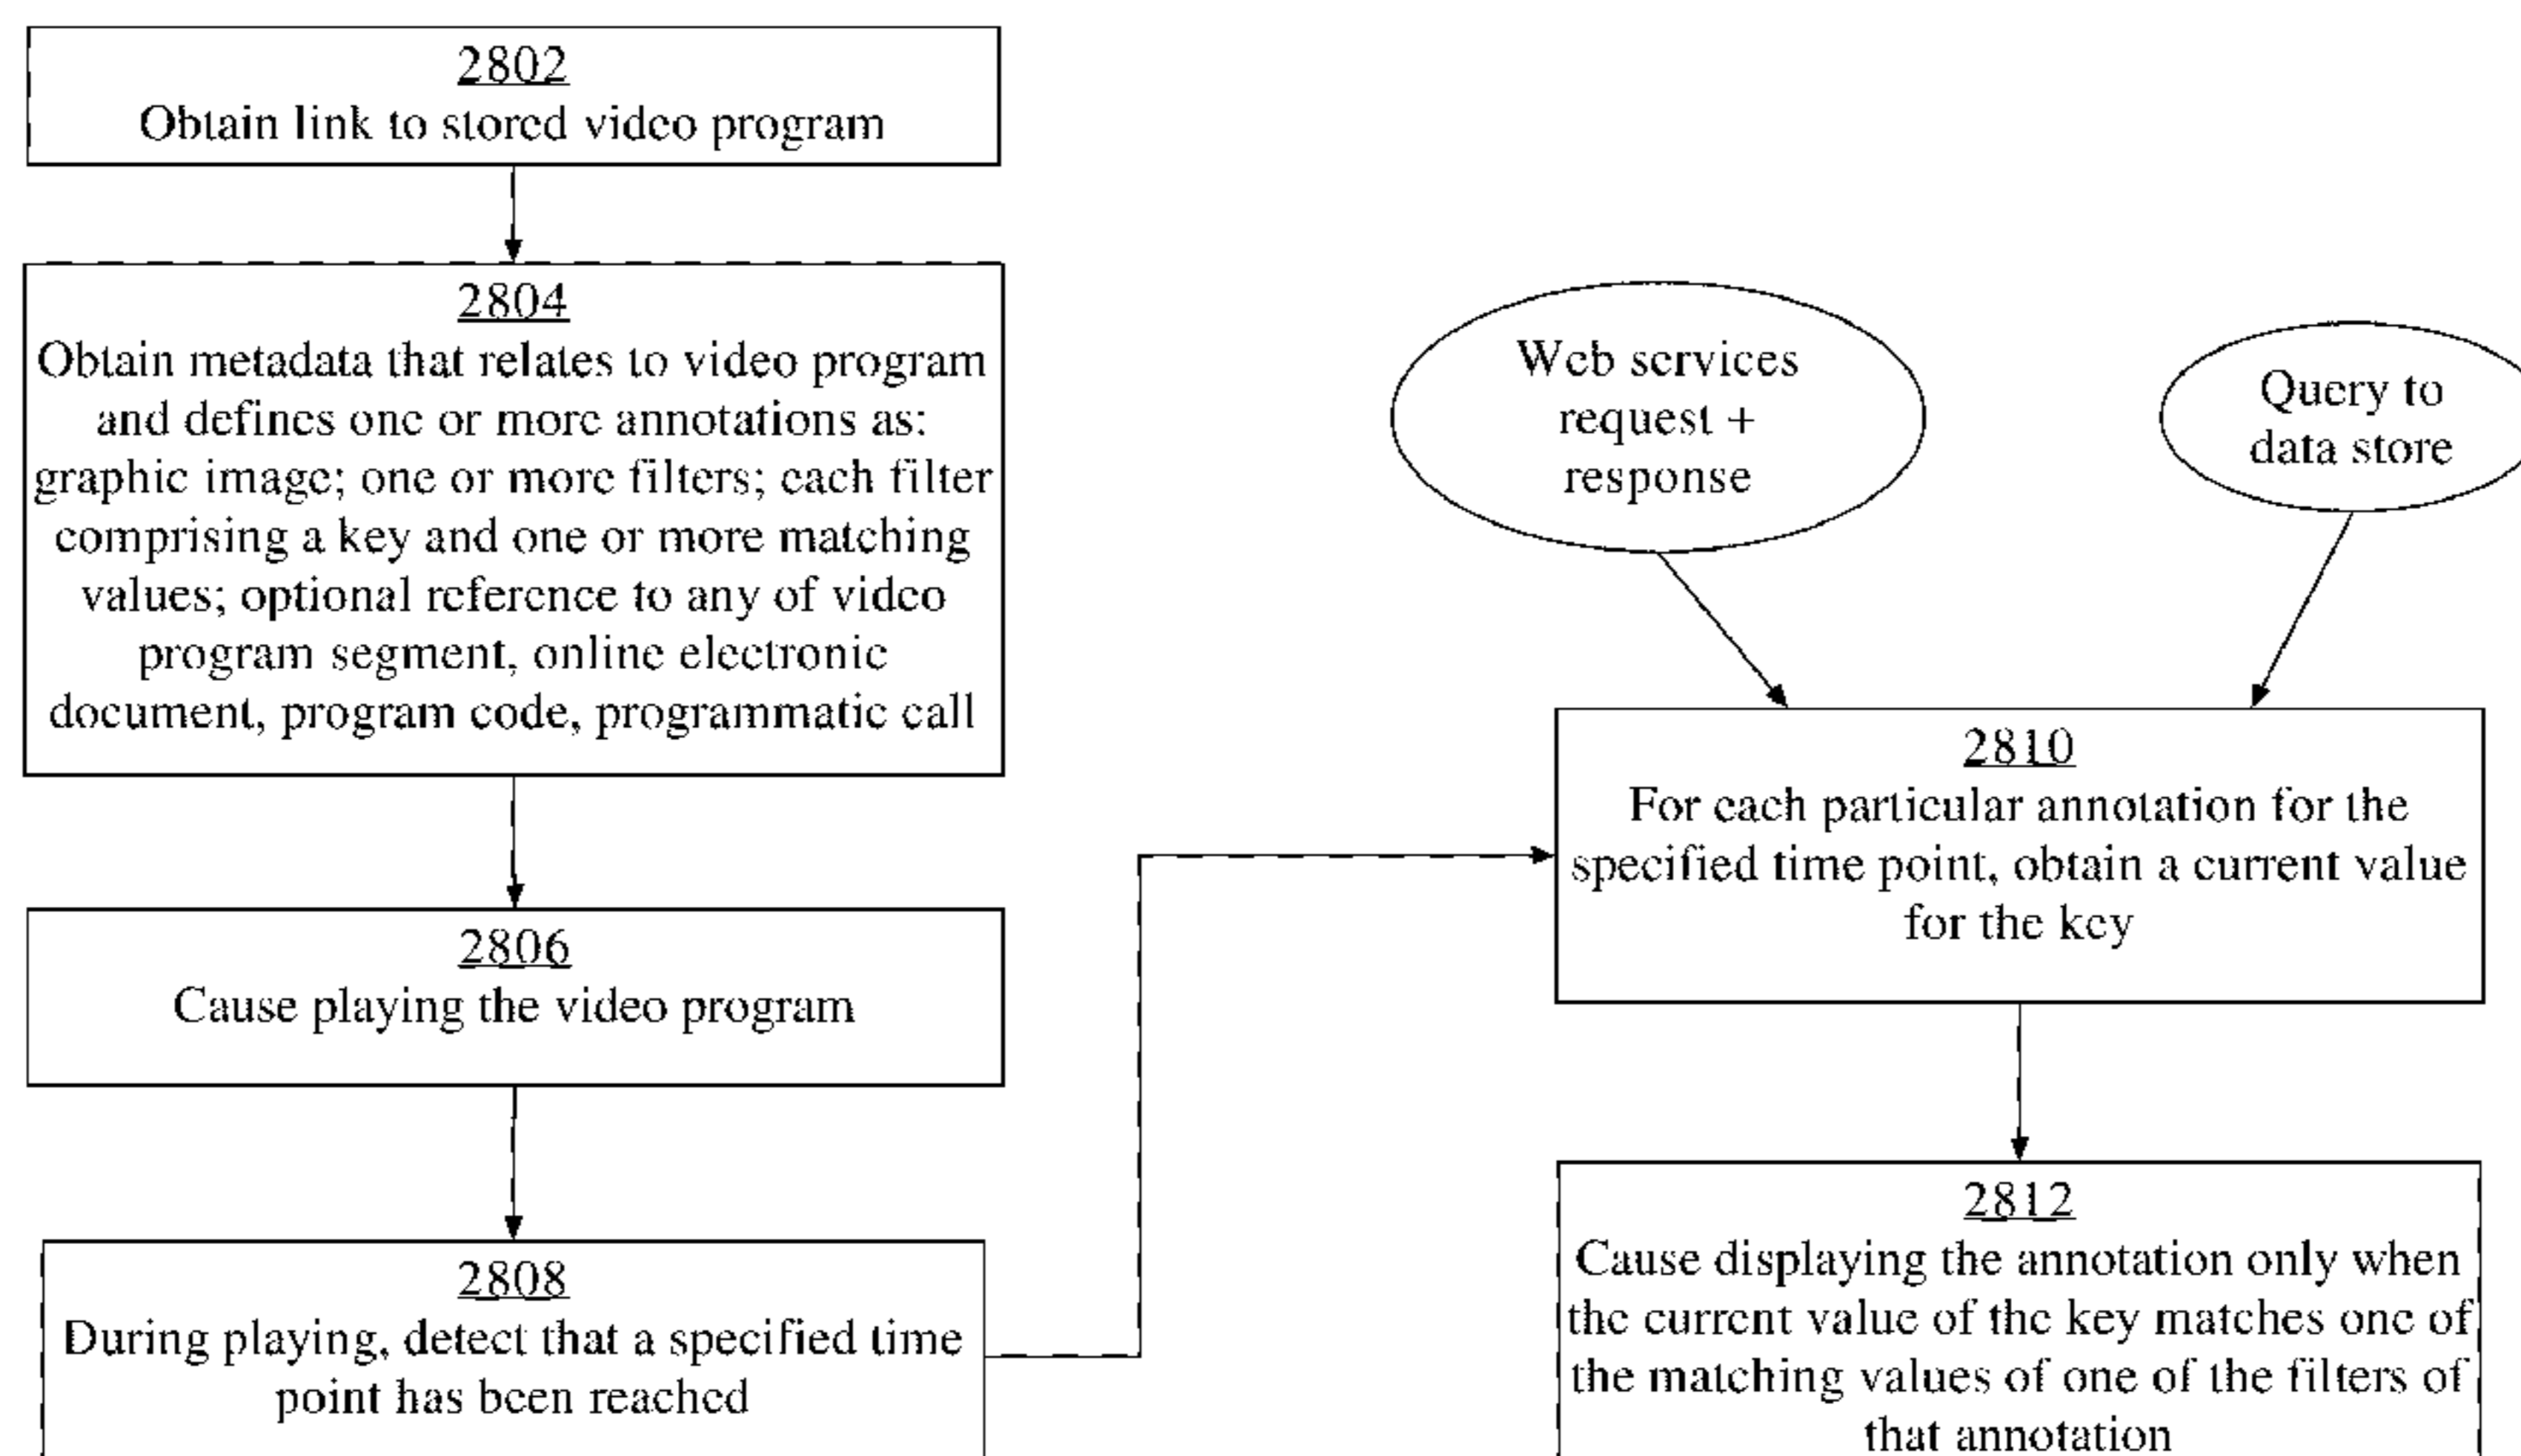 2802
Obtain link to stored video program
2804
Obtain metadata that relates to video program
and defines one or more annotations as:
graphic image; one or more filters; each filter
comprising a key and one or more matching
values; optional reference to any of video
program segment, online electronic
document, program code, programmatic call
2806
Cause playing the video program
2808
During playing, detect that a specified time
point has been reached
Web services
request +
response
Query to
data store
2810
For each particular annotation for the
specified time point, obtain a current value
for the key
2812
Cause displaying the annotation only when
the current value of the key matches one of
the matching values of one of the filters of
that annotation